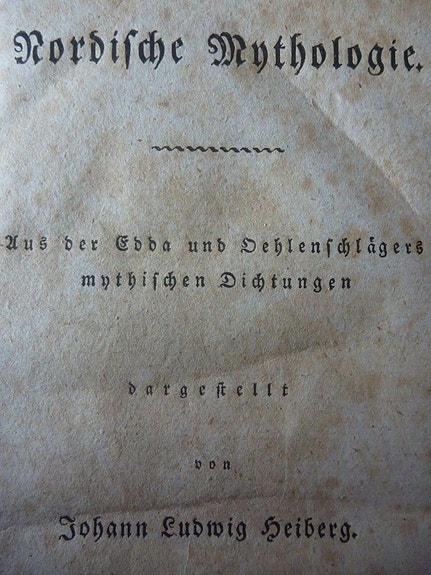 Nordische Mythologie.
Aus der Edda und Oehlenschlägers
mythischen Dichtungen
dargestellt
von
Johann Ludwig Heiberg.